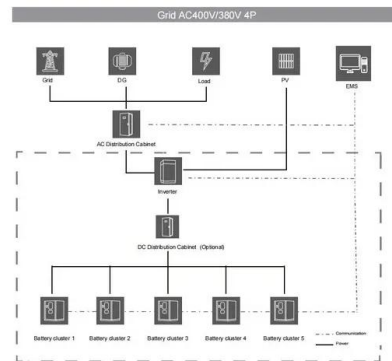 Grid AC400V/380V 4P
Grid
DG
Load
PV
EMS
AC Distribution Cabinet
Inverter
DC Distribution Cabinet (Optional)
Battery cluster 1
Battery cluster 2
Battery cluster 3
Battery cluster 4
Battery cluster 5
Communication
Power